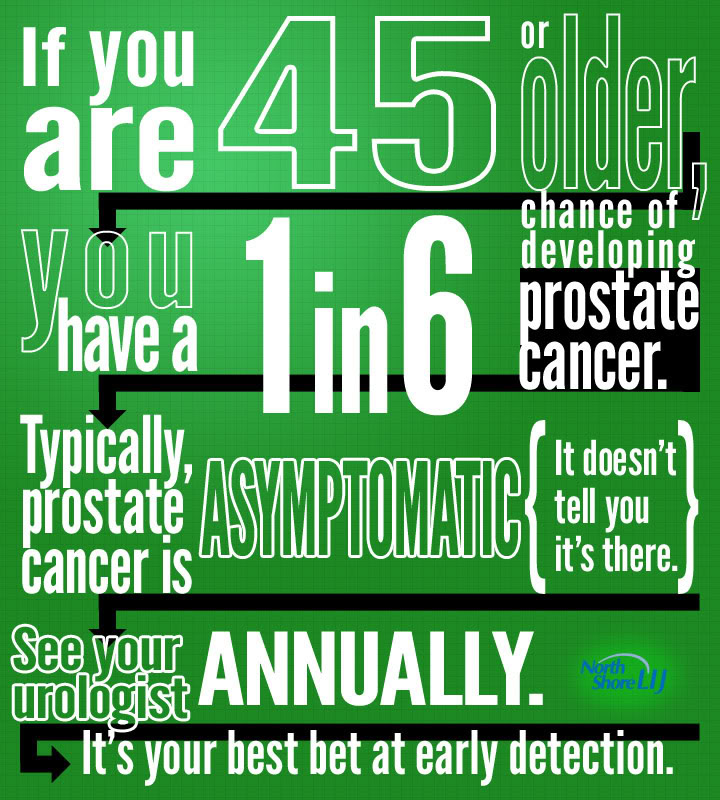 If you
are
45
or
older,
you
have a
1 in 6
chance of
developing
prostate
cancer.
Typically,
prostate
cancer is
ASYMPTOMATIC
{It doesn't
tell you
it's there.}
See your
urologist
ANNUALLY.
North
Shore LIJ
It's your best bet at early detection.